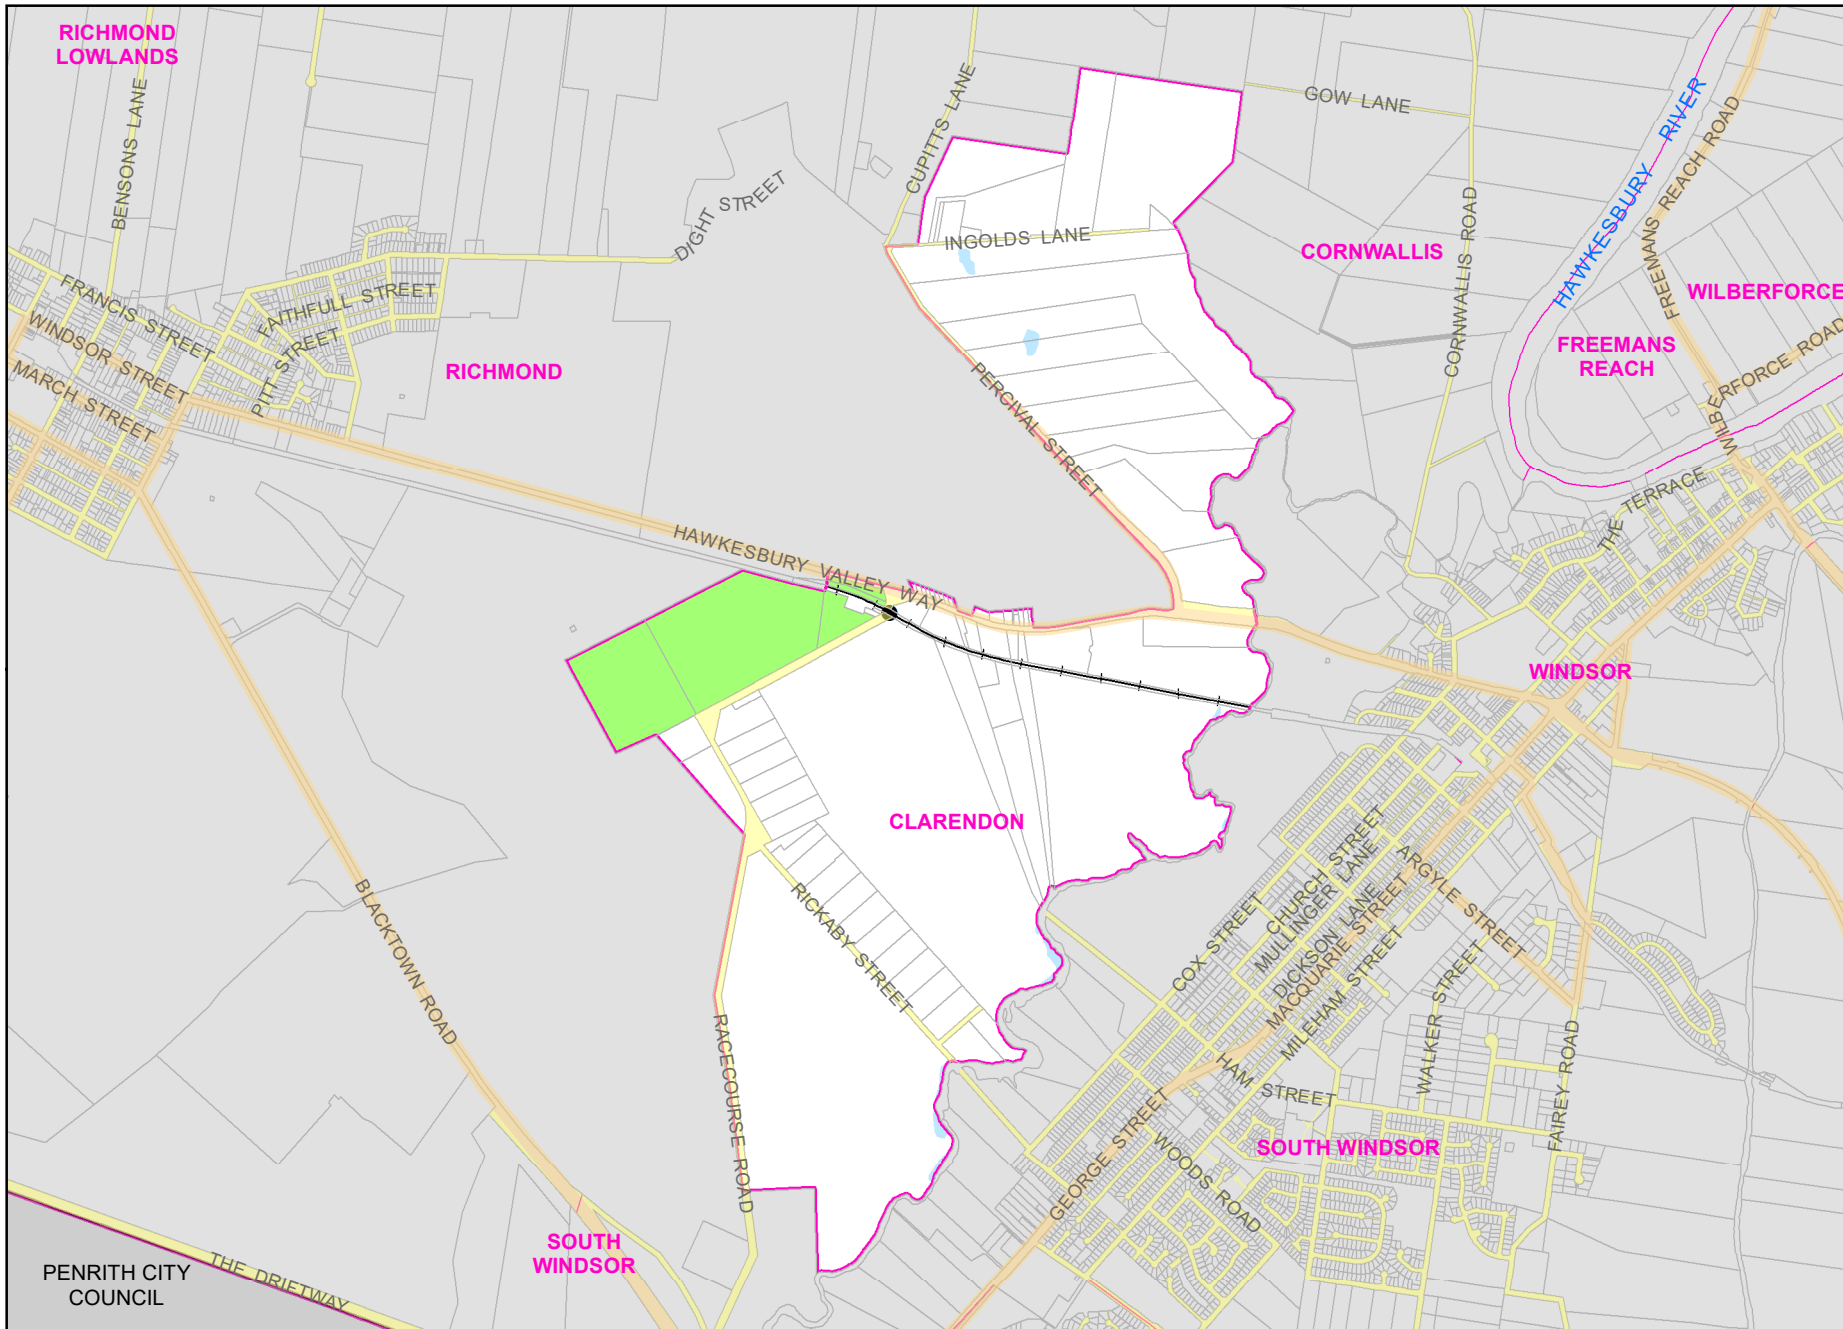 RICHMOND
LOWLANDS
BENSONS LANE
CUPITTS LANE
GOW LANE
HAWKESBURY RIVER
FREEMANS REACH ROAD
DIGHT STREET
INGOLDS LANE
CORNWALLIS
CORNWALLIS ROAD
WILBERFORCE
FRANCIS STREET
FAITHFULL STREET
WINDSOR STREET
PITT STREET
MARCH STREET
RICHMOND
FREEMANS
REACH
WILBERFORCE ROAD
PERCIVAL STREET
THE TERRACE
HAWKESBURY VALLEY WAY
WINDSOR
CLARENDON
BLACKTOWN ROAD
RICKABY STREET
COX STREET
CHURCH STREET
MULLINGER LANE
DICKSON LANE
MACQUARIE STREET
ARGYLE STREET
MILEHAM STREET
WALKER STREET
RACECOURSE ROAD
HAM STREET
FAIREY ROAD
GEORGE STREET
WOODS ROAD
SOUTH WINDSOR
SOUTH
WINDSOR
PENRITH CITY
COUNCIL
THE DRIFTWAY